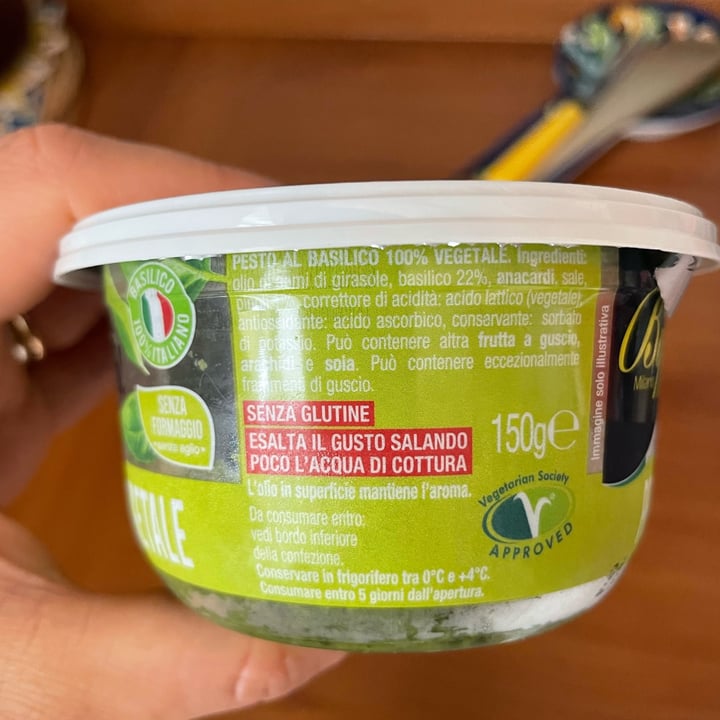 PESTO AL BASILICO 100% VEGETALE. Ingredienti:
olio di semi di girasole, basilico 22%, anacardi, sale,
correttore di acidità: acido lattico (vegetale),
antiossidante: acido ascorbico, conservante: sorbato
di potassio. Può contenere altra frutta a guscio,
arachidi e soia. Può contenere eccezionalmente
frammenti di guscio.
SENZA GLUTINE
ESALTA IL GUSTO SALANDO
POCO L'ACQUA DI COTTURA
150g e
L'olio in superficie mantiene l'aroma.
Da consumare entro:
vedi bordo inferiore
della confezione.
Conservare in frigorifero tra 0°C e +4°C.
Consumare entro 5 giorni dall'apertura.
Vegetarian Society
APPROVED
BASILICO
100% ITALIANO
SENZA
FORMAGGIO
senza aglio
ETALE
Immagine solo illustrativa
Milano